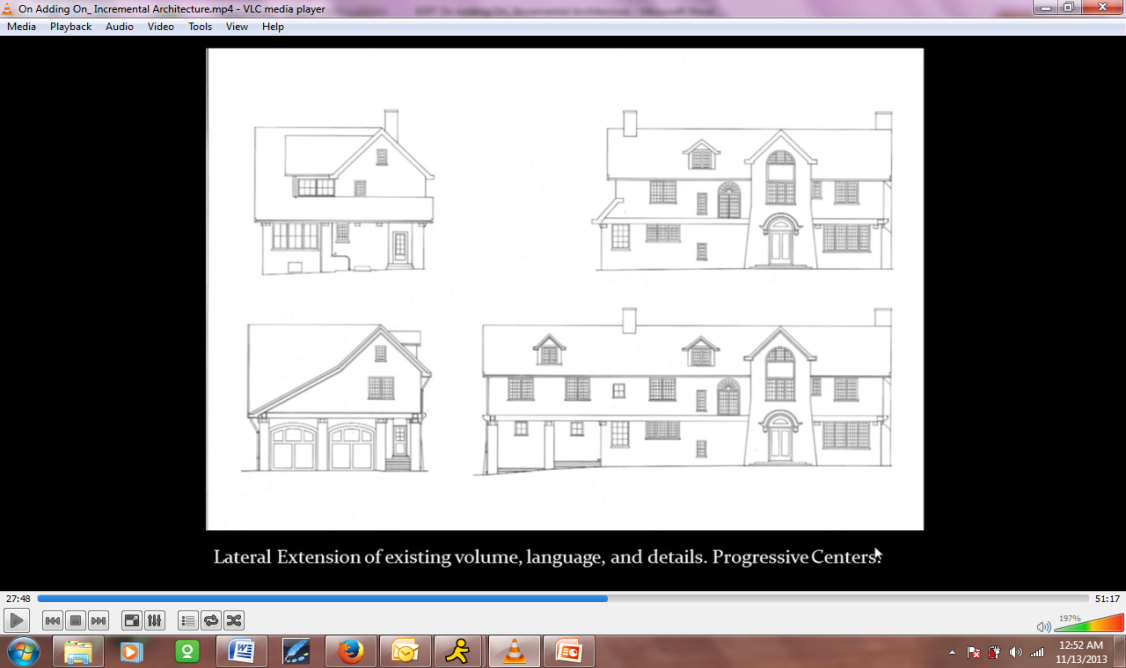 On Adding On_ Incremental Architecture.mp4 - VLC media player
Media Playback Audio Video Tools View Help
Lateral Extension of existing volume, language, and details. Progressive Centers.
27:48
51:17
197%
12:52 AM
11/13/2013